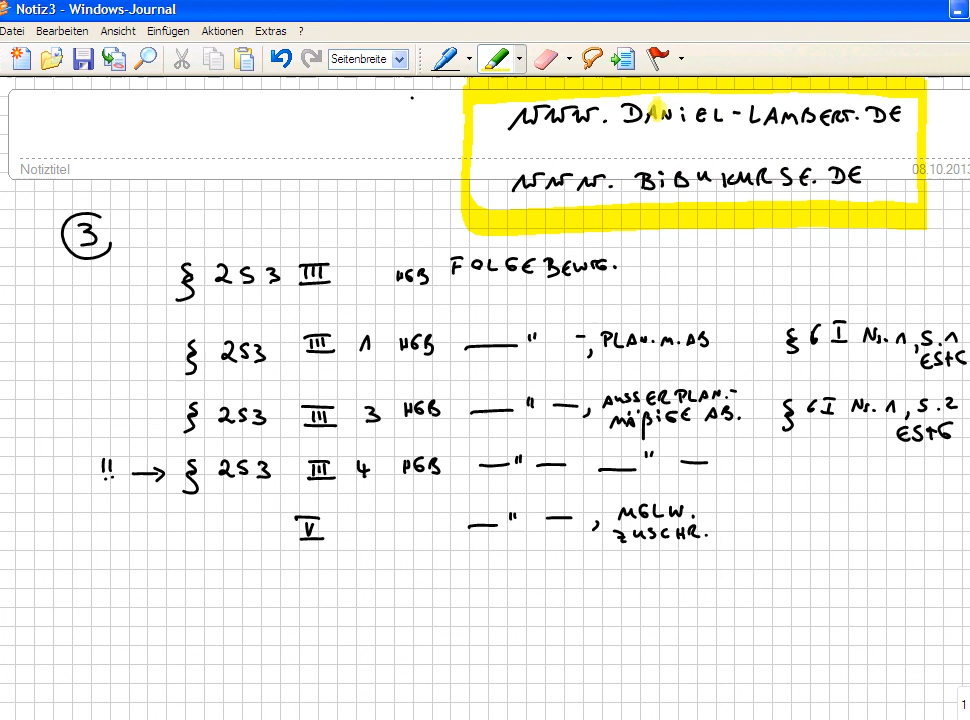 Notiz3 - Windows-Journal
Datei Bearbeiten Ansicht Einfügen Aktionen Extras ?
Seitenbreite
WWW. DANiEL-LAMBERT. DE
Notiztitel 08.10.2013
WWW. BiBUKURSE. DE
3
§ 253 III HGB FOLGEBEWTG.
§ 253 III 1 HGB — " —, PLAN.M. AB § 6 I Nr. 1, S. 1 EStG
§ 253 III 3 HGB — " —, AUSSERPLAN.- MÄßiGE AB. § 6 I Nr. 1, S. 2 EStG
!! → § 253 III 4 HGB — " — — " —
V — " —, MGLW. ZUSCHR.
1